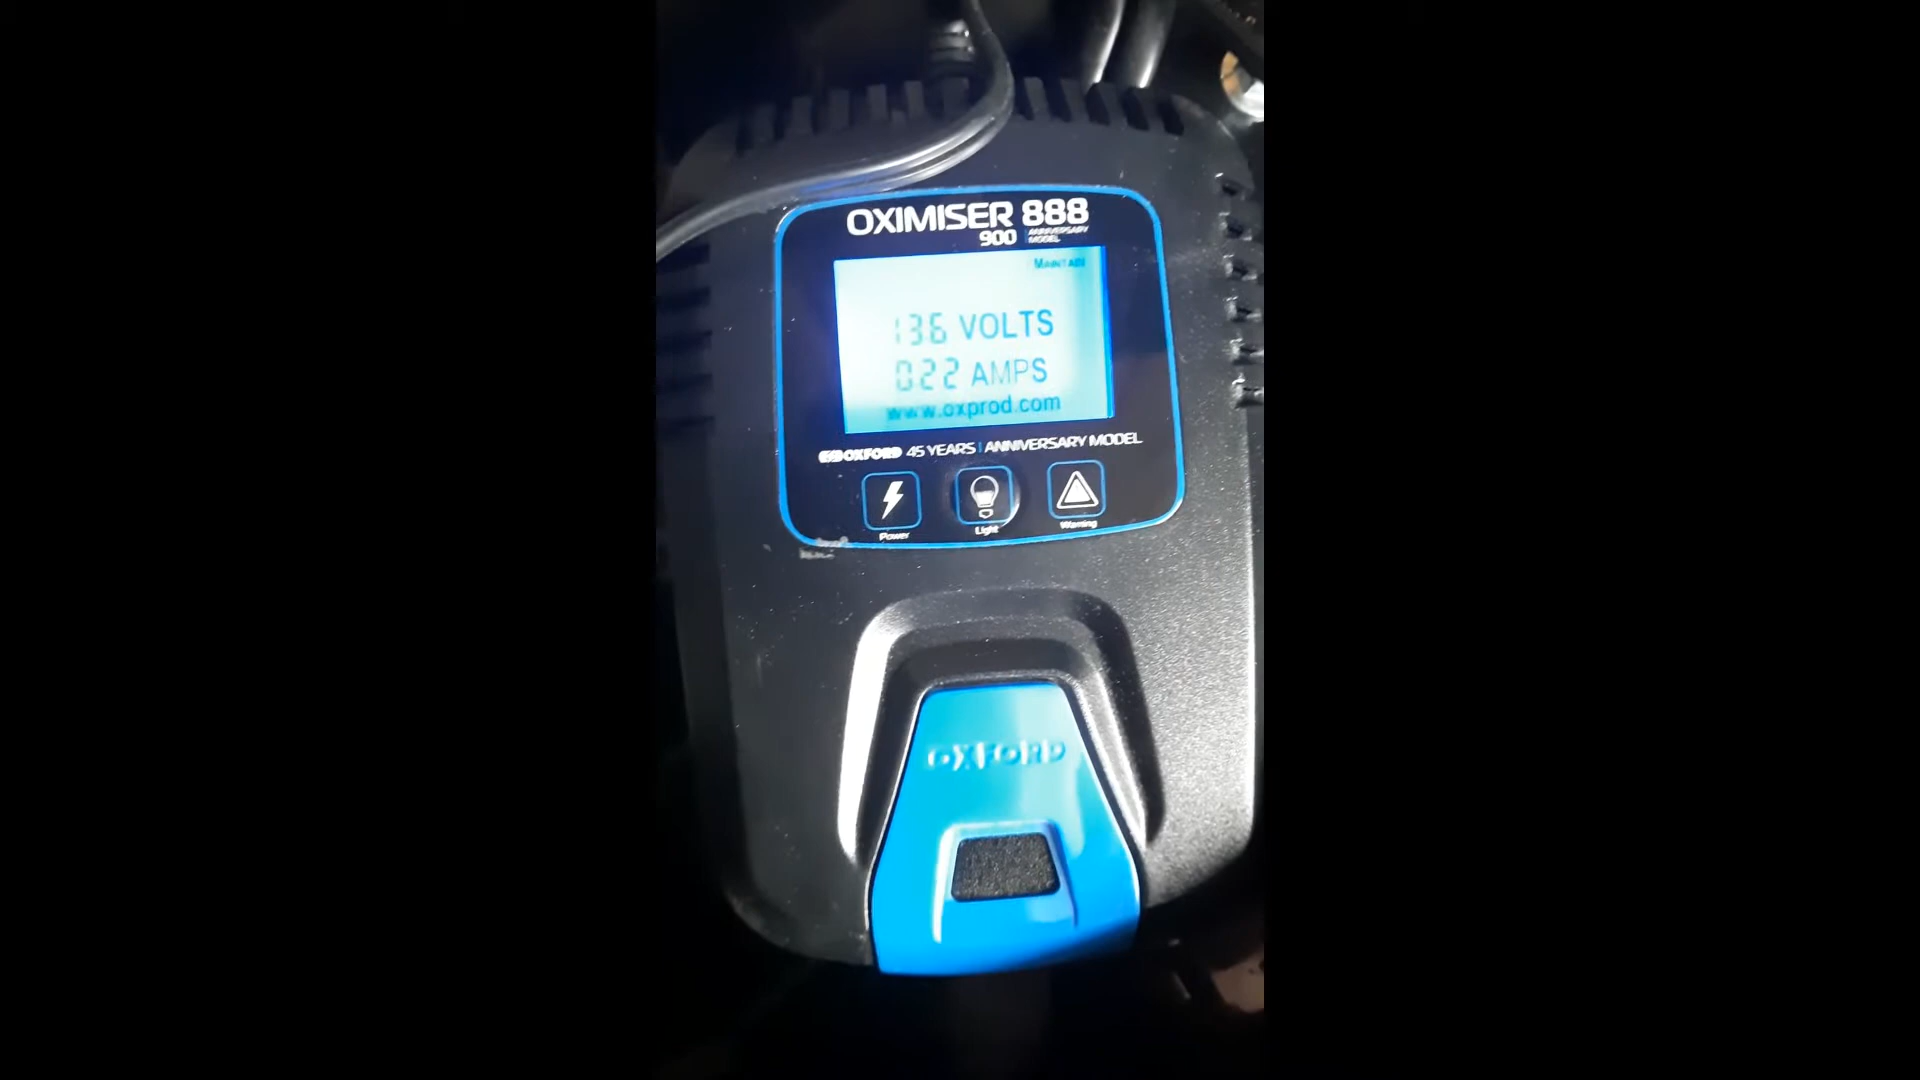 OXIMISER 888
900 ANNIVERSARY
MODEL
136 VOLTS
022 AMPS
www.oxprod.com
OXFORD 45 YEARS | ANNIVERSARY MODEL
Power Light Warning
OXFORD